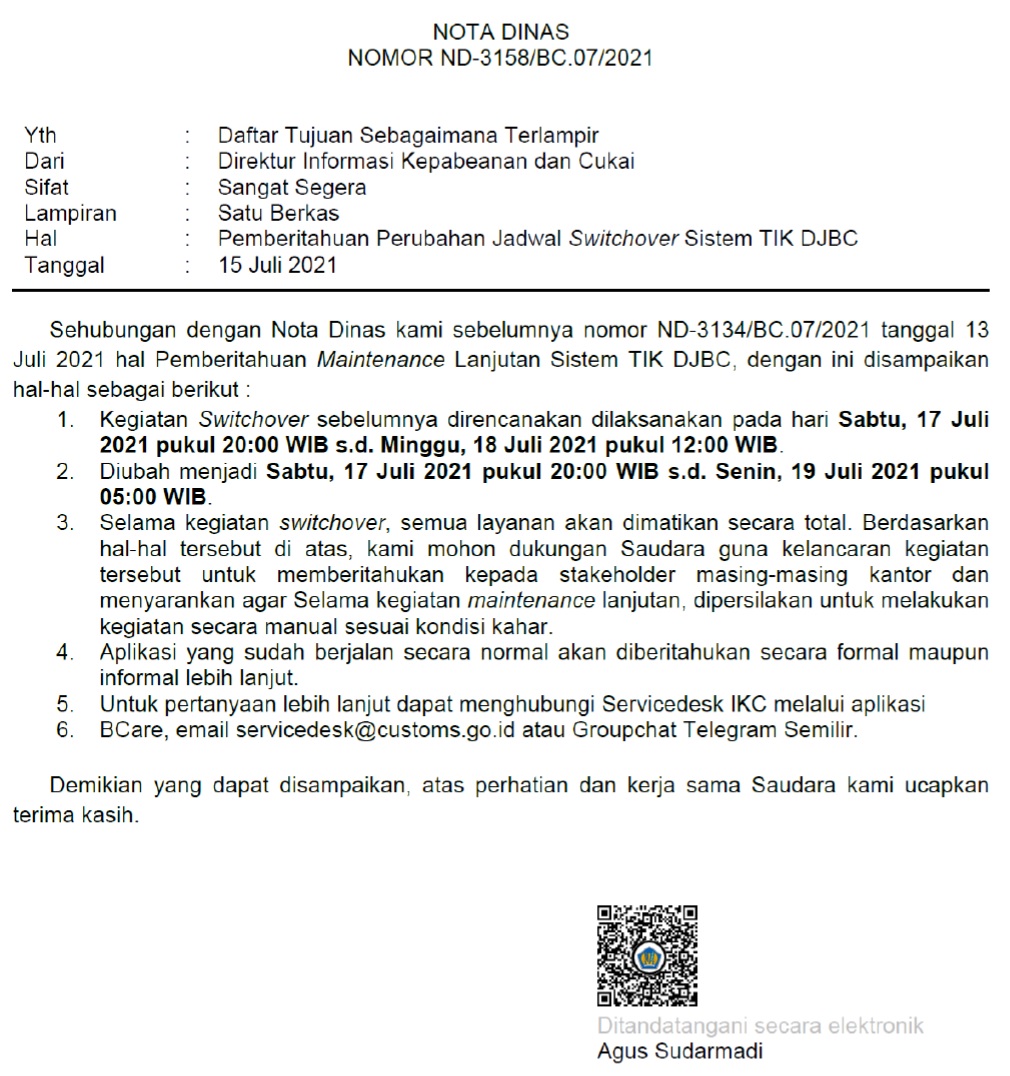 NOTA DINAS
NOMOR ND-3158/BC.07/2021
Yth : Daftar Tujuan Sebagaimana Terlampir
Dari : Direktur Informasi Kepabeanan dan Cukai
Sifat : Sangat Segera
Lampiran : Satu Berkas
Hal : Pemberitahuan Perubahan Jadwal Switchover Sistem TIK DJBC
Tanggal : 15 Juli 2021
Sehubungan dengan Nota Dinas kami sebelumnya nomor ND-3134/BC.07/2021 tanggal 13
Juli 2021 hal Pemberitahuan Maintenance Lanjutan Sistem TIK DJBC, dengan ini disampaikan
hal-hal sebagai berikut :
1. Kegiatan Switchover sebelumnya direncanakan dilaksanakan pada hari Sabtu, 17 Juli
2021 pukul 20:00 WIB s.d. Minggu, 18 Juli 2021 pukul 12:00 WIB.
2. Diubah menjadi Sabtu, 17 Juli 2021 pukul 20:00 WIB s.d. Senin, 19 Juli 2021 pukul
05:00 WIB.
3. Selama kegiatan switchover, semua layanan akan dimatikan secara total. Berdasarkan
hal-hal tersebut di atas, kami mohon dukungan Saudara guna kelancaran kegiatan
tersebut untuk memberitahukan kepada stakeholder masing-masing kantor dan
menyarankan agar Selama kegiatan maintenance lanjutan, dipersilakan untuk melakukan
kegiatan secara manual sesuai kondisi kahar.
4. Aplikasi yang sudah berjalan secara normal akan diberitahukan secara formal maupun
informal lebih lanjut.
5. Untuk pertanyaan lebih lanjut dapat menghubungi Servicedesk IKC melalui aplikasi
6. BCare, email servicedesk@customs.go.id atau Groupchat Telegram Semilir.
Demikian yang dapat disampaikan, atas perhatian dan kerja sama Saudara kami ucapkan
terima kasih.
Ditandatangani secara elektronik
Agus Sudarmadi